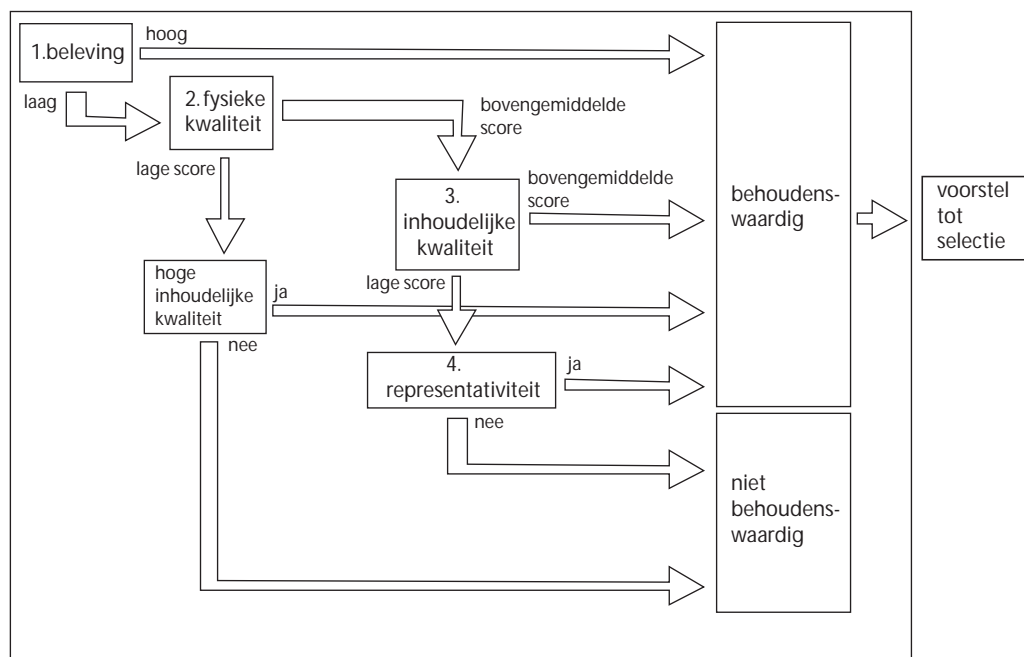 hoog
1.beleving
laag
2. fysieke
kwaliteit
bovengemiddelde
score
lage score
3.
inhoudelijke
kwaliteit
bovengemiddelde
score
behoudens-
waardig
voorstel
tot
selectie
hoge
inhoudelijke
kwaliteit
ja
lage score
nee
4.
representativiteit
ja
nee
niet
behoudens-
waardig